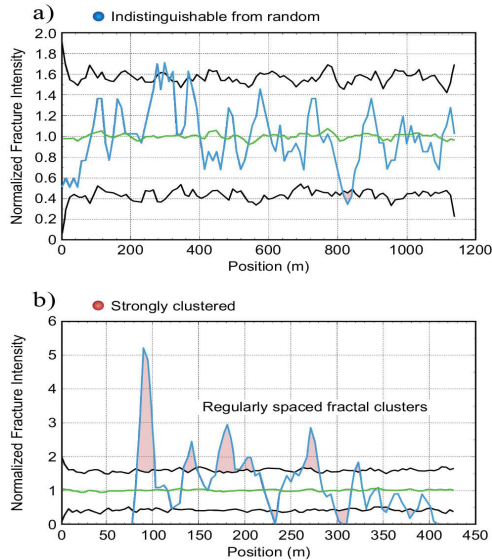 a)
Indistinguishable from random
2.0
1.8
1.6
1.4
1.2
1.0
0.8
0.6
0.4
0.2
0
Normalized Fracture Intensity
0 200 400 600 800 1000 1200
Position (m)
b)
Strongly clustered
6
5
4
3
2
1
0
Normalized Fracture Intensity
Regularly spaced fractal clusters
0 50 100 150 200 250 300 350 400 450
Position (m)